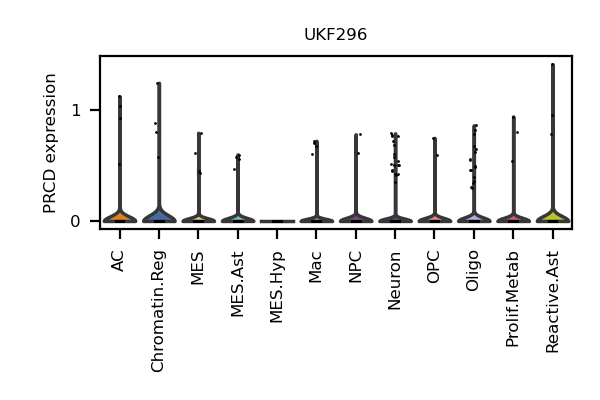 UKF296
PRCD expression
1
0
AC
Chromatin.Reg
MES
MES.Ast
MES.Hyp
Mac
NPC
Neuron
OPC
Oligo
Prolif.Metab
Reactive.Ast